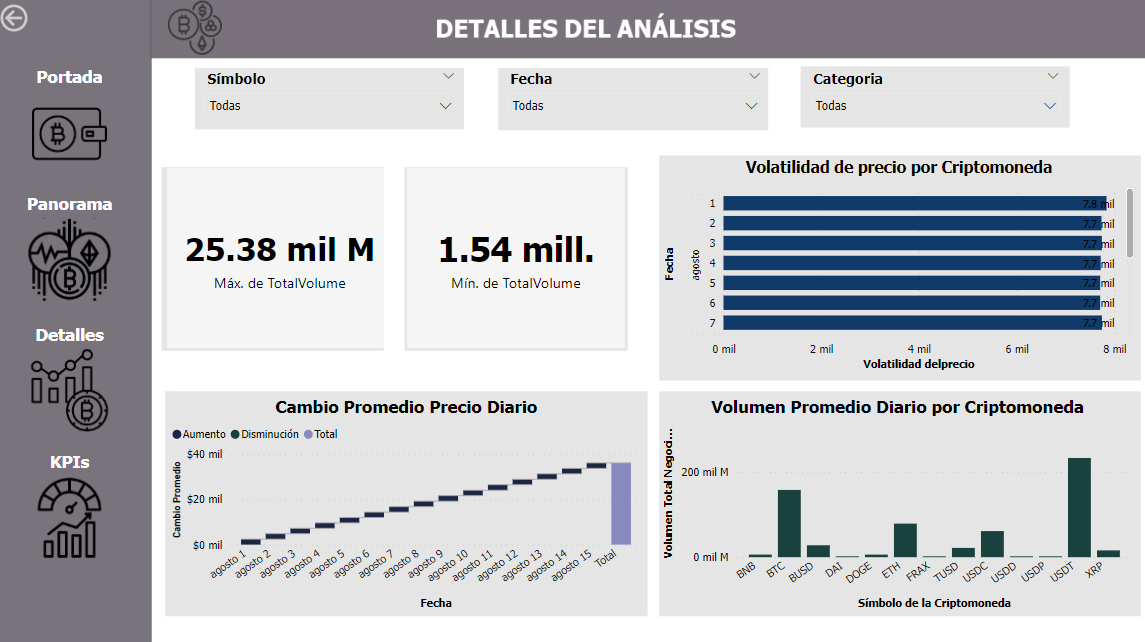 DETALLES DEL ANÁLISIS
Portada
Panorama
Detalles
KPIs
Símbolo
Todas
Fecha
Todas
Categoria
Todas
25.38 mil M
Máx. de TotalVolume
1.54 mill.
Mín. de TotalVolume
Volatilidad de precio por Criptomoneda
Fecha
agosto
1
7.8 mil
2
7.7 mil
3
7.7 mil
4
7.7 mil
5
7.7 mil
6
7.7 mil
7
7.7 mil
0 mil 2 mil 4 mil 6 mil 8 mil
Volatilidad delprecio
Cambio Promedio Precio Diario
Aumento Disminución Total
Cambio Promedio
$40 mil
$20 mil
$0 mil
agosto 1 agosto 2 agosto 3 agosto 4 agosto 5 agosto 6 agosto 7 agosto 8 agosto 9 agosto 10 agosto 11 agosto 12 agosto 13 agosto 14 agosto 15 Total
Fecha
Volumen Promedio Diario por Criptomoneda
Volumen Total Negoci...
200 mil M
0 mil M
BNB BTC BUSD DAI DOGE ETH FRAX TUSD USDC USDD USDP USDT XRP
Símbolo de la Criptomoneda